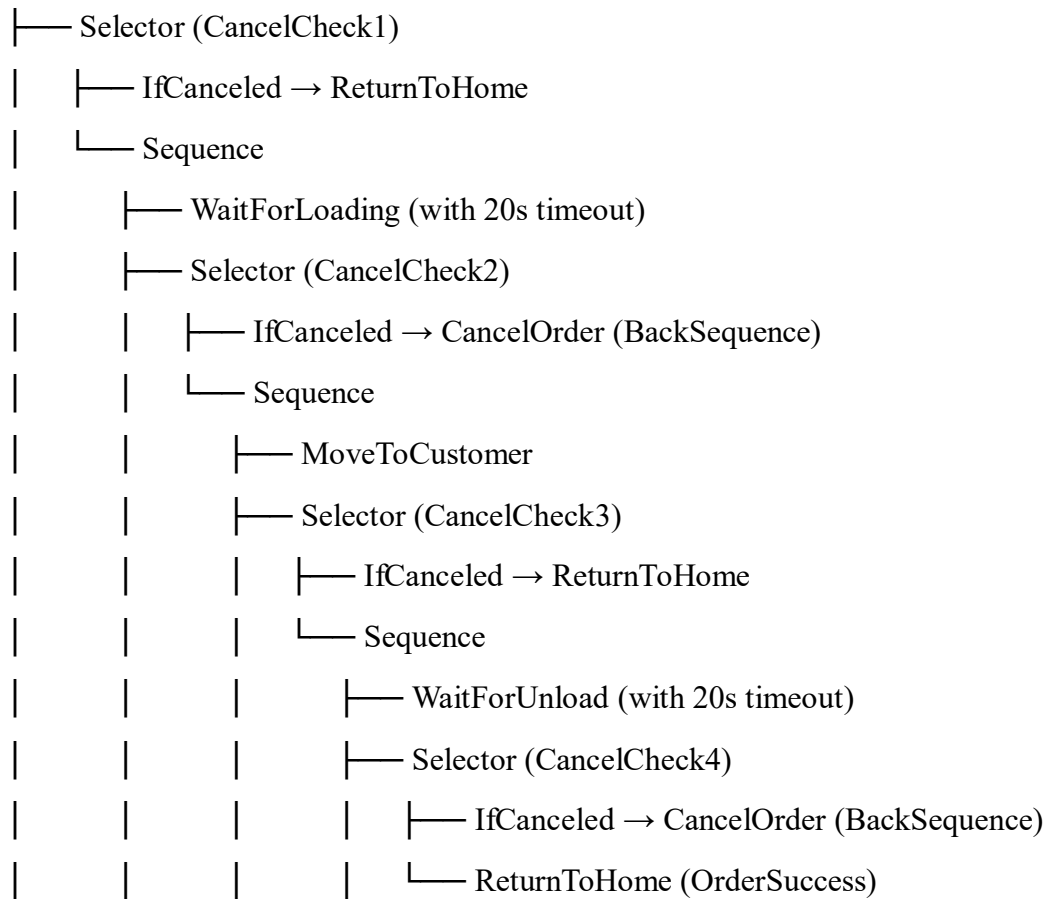 ├── Selector (CancelCheck1)
│ ├── IfCanceled → ReturnToHome
│ └── Sequence
│ ├── WaitForLoading (with 20s timeout)
│ ├── Selector (CancelCheck2)
│ │ ├── IfCanceled → CancelOrder (BackSequence)
│ │ └── Sequence
│ │ ├── MoveToCustomer
│ │ ├── Selector (CancelCheck3)
│ │ │ ├── IfCanceled → ReturnToHome
│ │ │ └── Sequence
│ │ │ ├── WaitForUnload (with 20s timeout)
│ │ │ ├── Selector (CancelCheck4)
│ │ │ │ ├── IfCanceled → CancelOrder (BackSequence)
│ │ │ │ └── ReturnToHome (OrderSuccess)